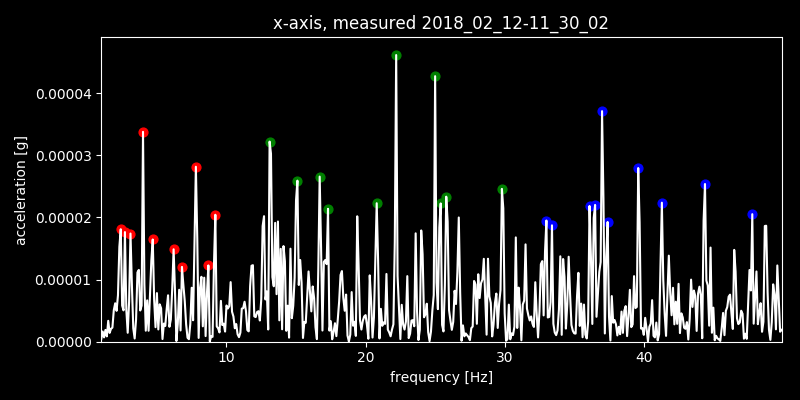 x-axis, measured 2018_02_12-11_30_02
0.00004
0.00003
0.00002
0.00001
0.00000
acceleration [g]
10 20 30 40
frequency [Hz]